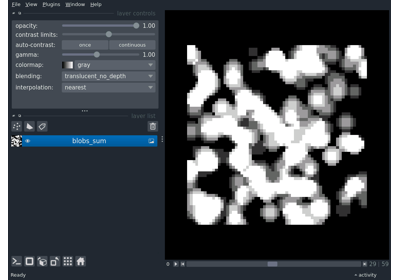 File View Plugins Window Help
layer controls
opacity: 1.00
contrast limits:
auto-contrast: once continuous
gamma: 1.00
colormap: gray
blending: translucent_no_depth
interpolation: nearest
layer list
blobs_sum
29 59
Ready activity